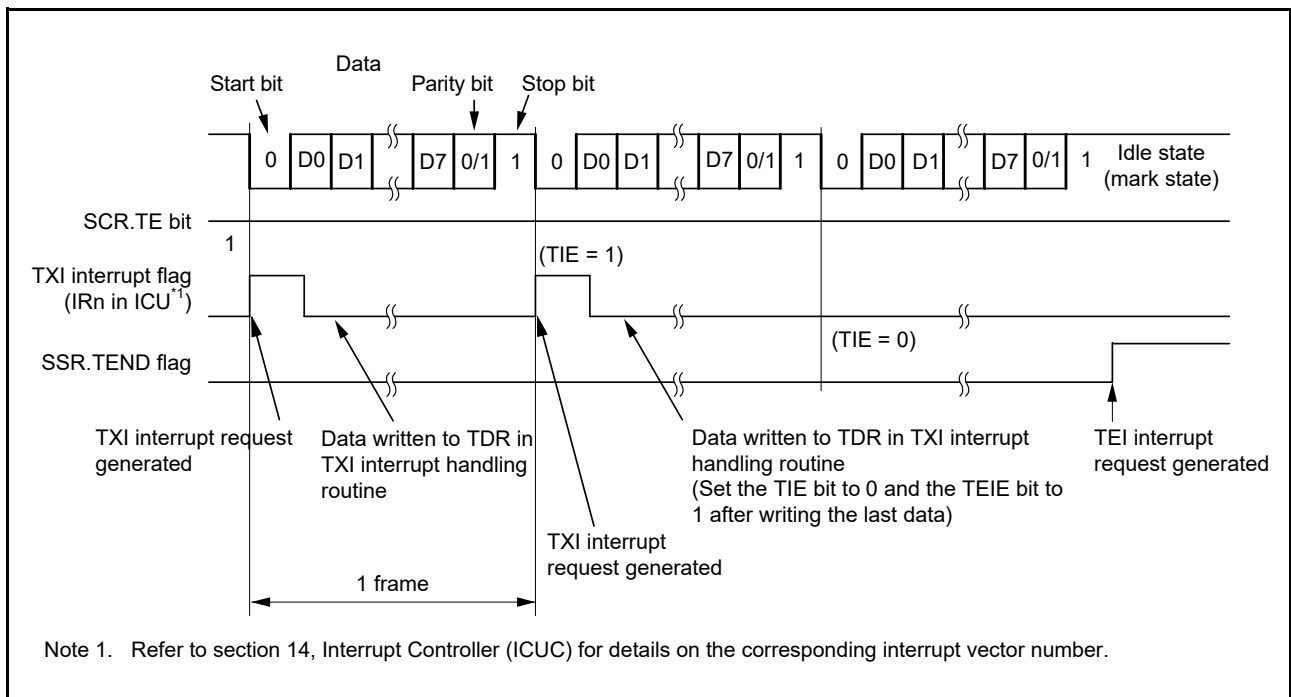 Data
Start bit
Parity bit
Stop bit
0 D0 D1 D7 0/1 1 0 D0 D1 D7 0/1 1 0 D0 D1 D7 0/1 1
Idle state
(mark state)
SCR.TE bit
1
(TIE = 1)
TXI interrupt flag
(IRn in ICU*1)
(TIE = 0)
SSR.TEND flag
TXI interrupt request
generated
Data written to TDR in
TXI interrupt handling
routine
Data written to TDR in TXI interrupt
handling routine
(Set the TIE bit to 0 and the TEIE bit to
1 after writing the last data)
TEI interrupt
request generated
TXI interrupt
request generated
1 frame
Note 1. Refer to section 14, Interrupt Controller (ICUC) for details on the corresponding interrupt vector number.